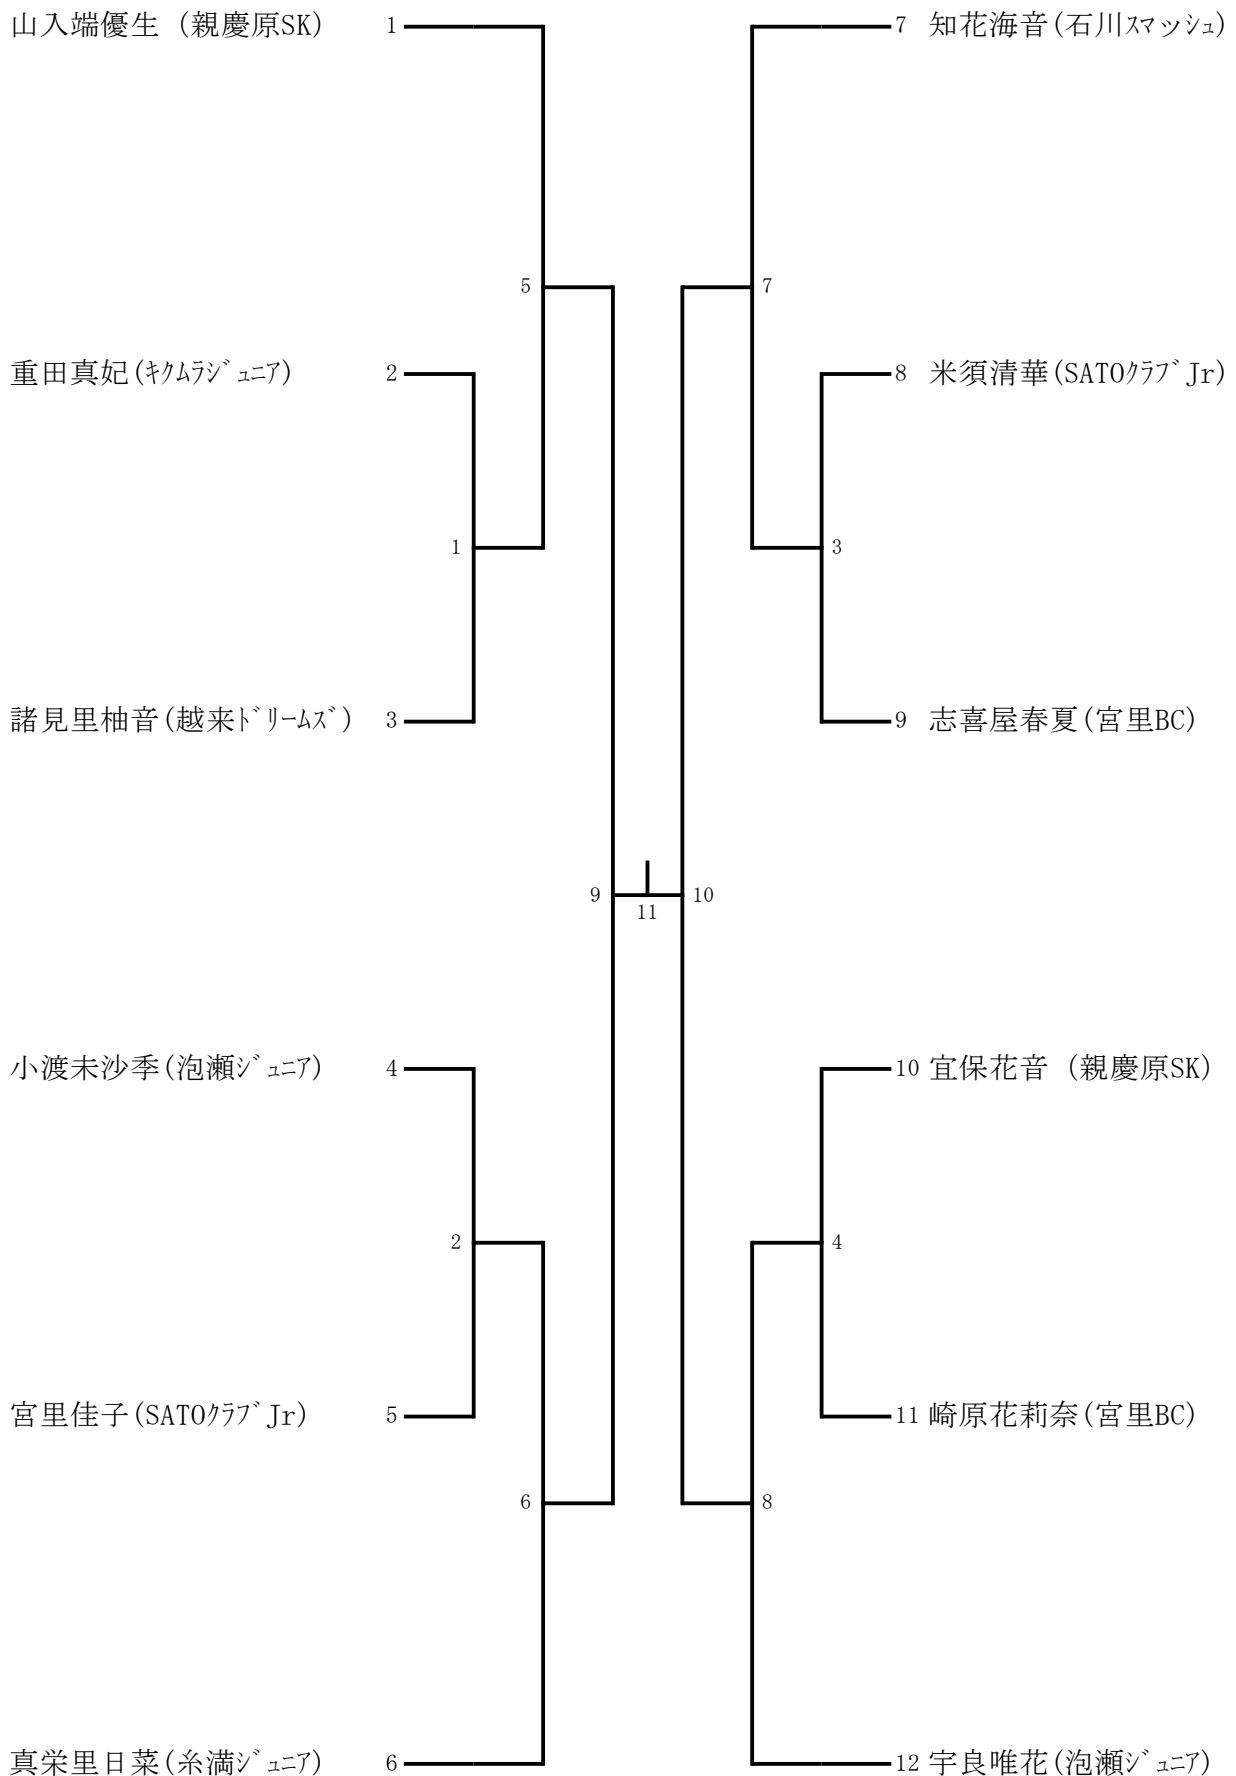 山入端優生 (親慶原SK) 1
7 知花海音(石川ｽﾏｯｼｭ)
5
7
重田真妃(ｷｸﾑﾗｼﾞｭﾆｱ) 2
8 米須清華(SATOｸﾗﾌﾞJr)
1
3
諸見里柚音(越来ﾄﾞﾘｰﾑｽﾞ) 3
9 志喜屋春夏(宮里BC)
9
10
11
小渡未沙季(泡瀬ｼﾞｭﾆｱ) 4
10 宜保花音 (親慶原SK)
2
4
宮里佳子(SATOｸﾗﾌﾞJr) 5
11 崎原花莉奈(宮里BC)
6
8
真栄里日菜(糸満ｼﾞｭﾆｱ) 6
12 宇良唯花(泡瀬ｼﾞｭﾆｱ)